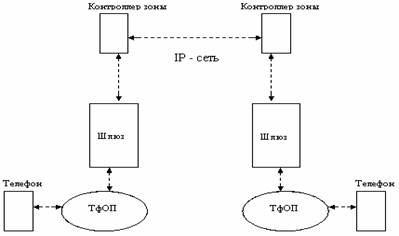 Контроллер зоны
Контроллер зоны
IP - сеть
Шлюз
Шлюз
Телефон
ТфОП
ТфОП
Телефон